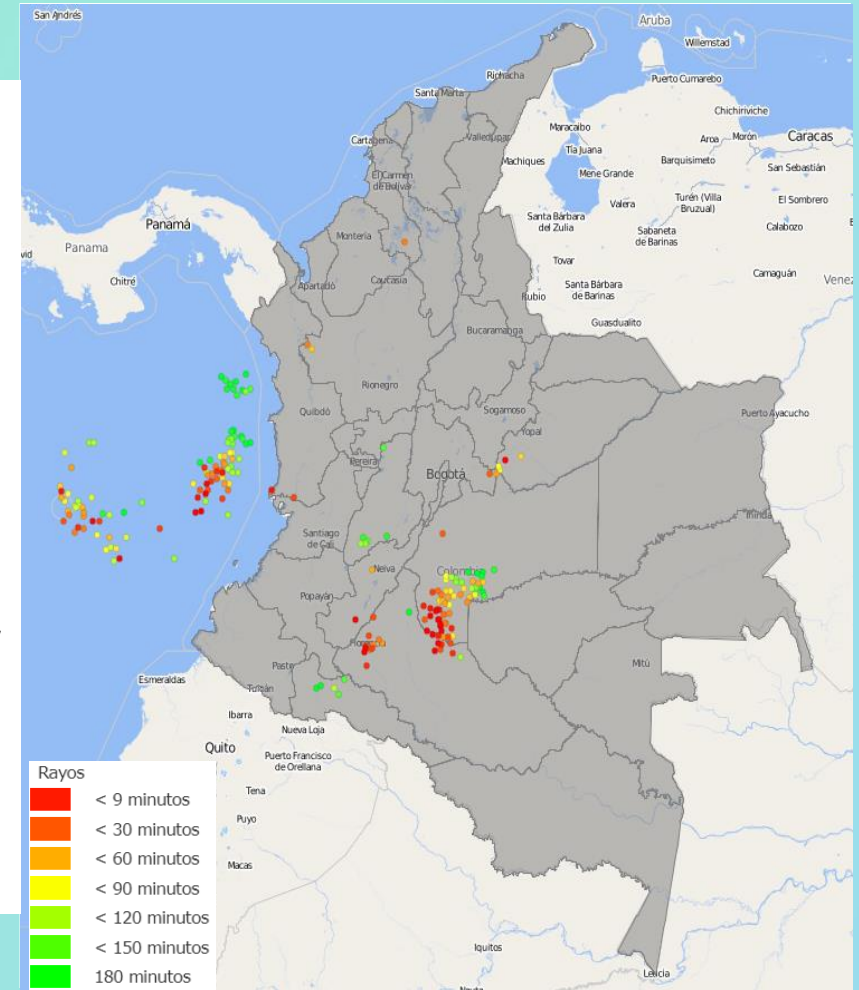 San Andrés
Aruba
Willemstad
Riohacha
Puerto Cumarebo
Santa Marta
Chichiriviche
Maracaibo
Cartagena
Valledupar
Aroa
Morón
Caracas
Tía Juana
Machiques
Barquisimeto
San Sebastián
El Carmen
de Bolívar
Mene Grande
Turén (Villa
Bruzual)
El Sombrero
Valera
Santa Bárbara
del Zulia
Sabaneta
de Barinas
Calabozo
Panamá
Panama
Montería
Tovar
Camaguán
Chitré
Apartadó
Caucasia
Rubio
Santa Bárbara
de Barinas
Guasdualito
Bucaramanga
Rionegro
Quibdó
Sogamoso
Puerto Ayacucho
Yopal
Pereira
Bogotá
Inírida
Santiago
de Cali
Neiva
Colombia
Popayán
Florencia
Mitú
Pasto
Esmeraldas
Tulcán
Ibarra
Nueva Loja
Quito
Puerto Francisco
de Orellana
Tena
Puyo
Macas
Iquitos
Leticia
Rayos
< 9 minutos
< 30 minutos
< 60 minutos
< 90 minutos
< 120 minutos
< 150 minutos
180 minutos